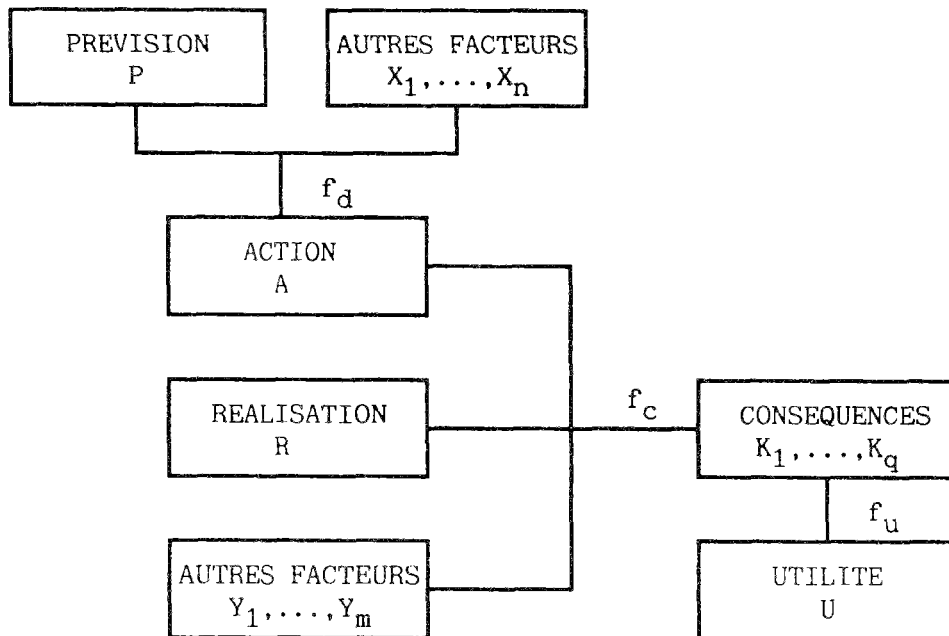 PREVISION
P
AUTRES FACTEURS
X1,...,Xn
fd
ACTION
A
REALISATION
R
fc
CONSEQUENCES
K1,...,Kq
fu
AUTRES FACTEURS
Y1,...,Ym
UTILITE
U